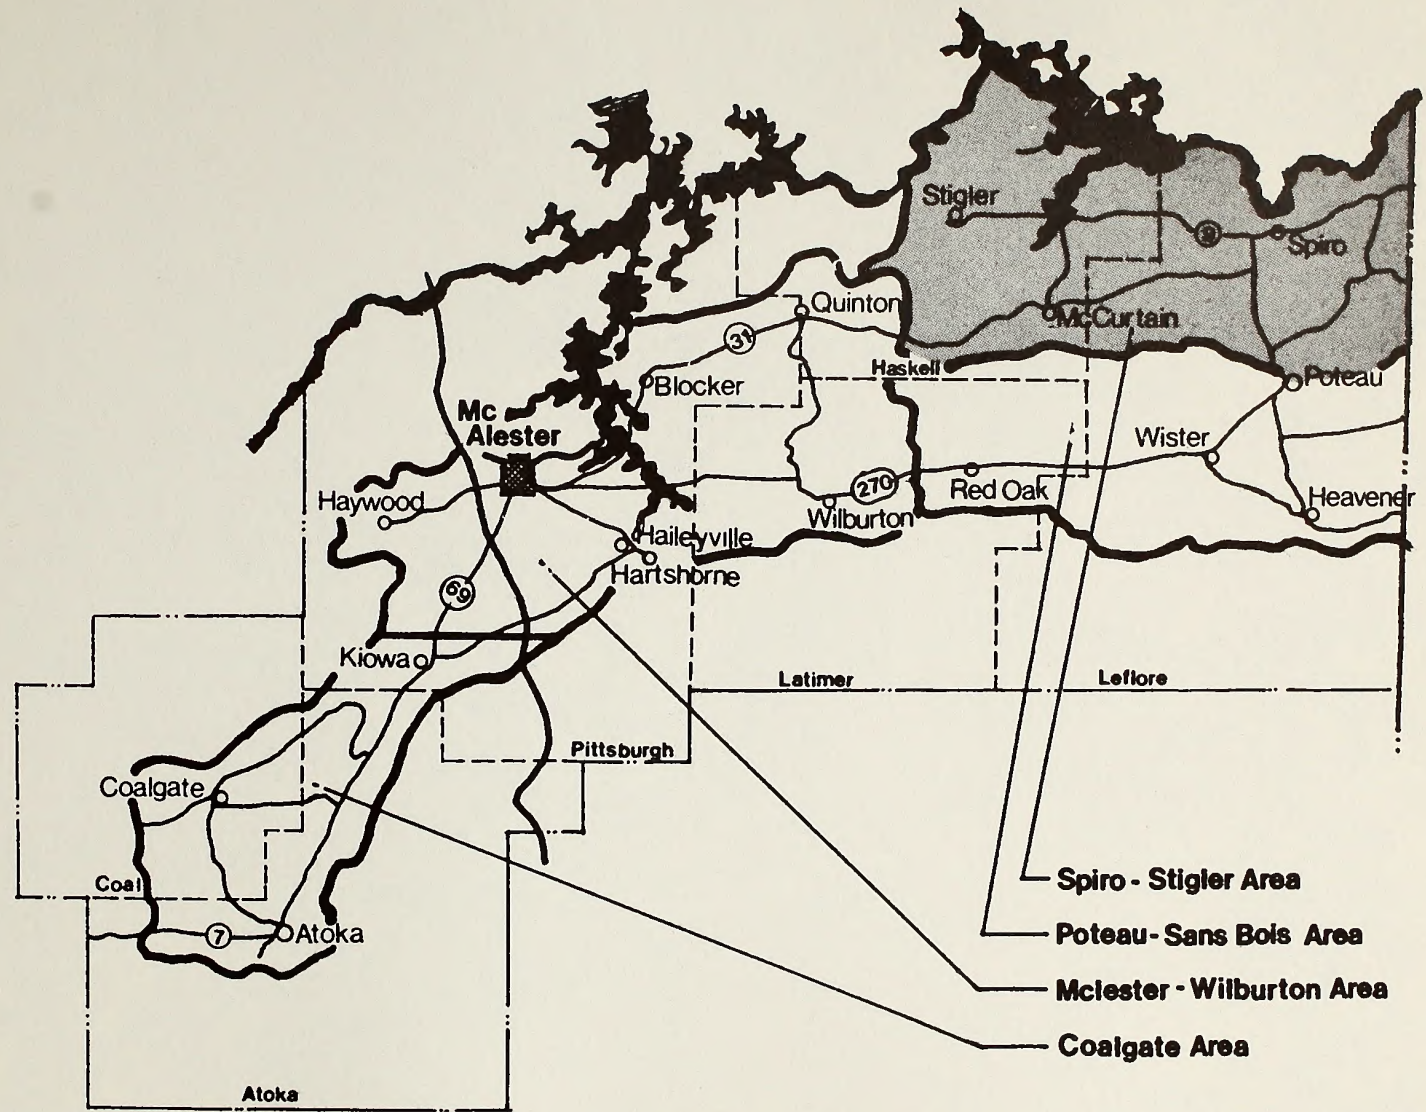 Stigler
9
Spiro
Quinton
McCurtain
31
Haskell
Blocker
Poteau
Mc
Alester
Wister
270
Red Oak
Haywood
Wilburton
Heavener
Haileyville
Hartshorne
69
Kiowa
Latimer
Leflore
Pittsburgh
Coalgate
Coal
Spiro - Stigler Area
7
Atoka
Poteau - Sans Bois Area
Mclester - Wilburton Area
Coalgate Area
Atoka